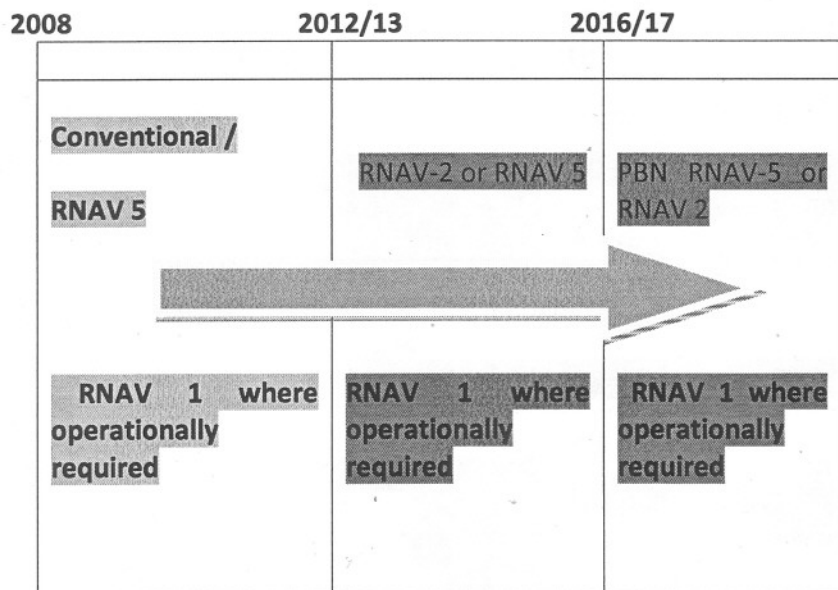 2008 2012/13 2016/17
Conventional /
RNAV 5
RNAV-2 or RNAV 5
PBN RNAV-5 or
RNAV 2
RNAV 1 where
operationally
required
RNAV 1 where
operationally
required
RNAV 1 where
operationally
required